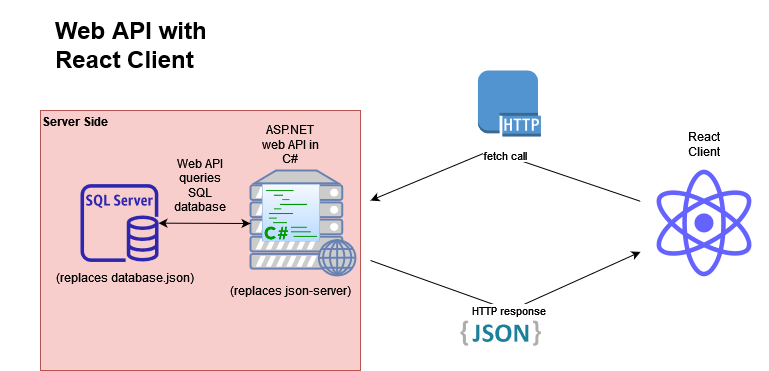 Web API with
React Client
Server Side
ASP.NET
web API in
C#
Web API
queries
SQL
database
SQL Server
C#
(replaces database.json)
(replaces json-server)
HTTP
fetch call
HTTP response
{JSON}
React
Client